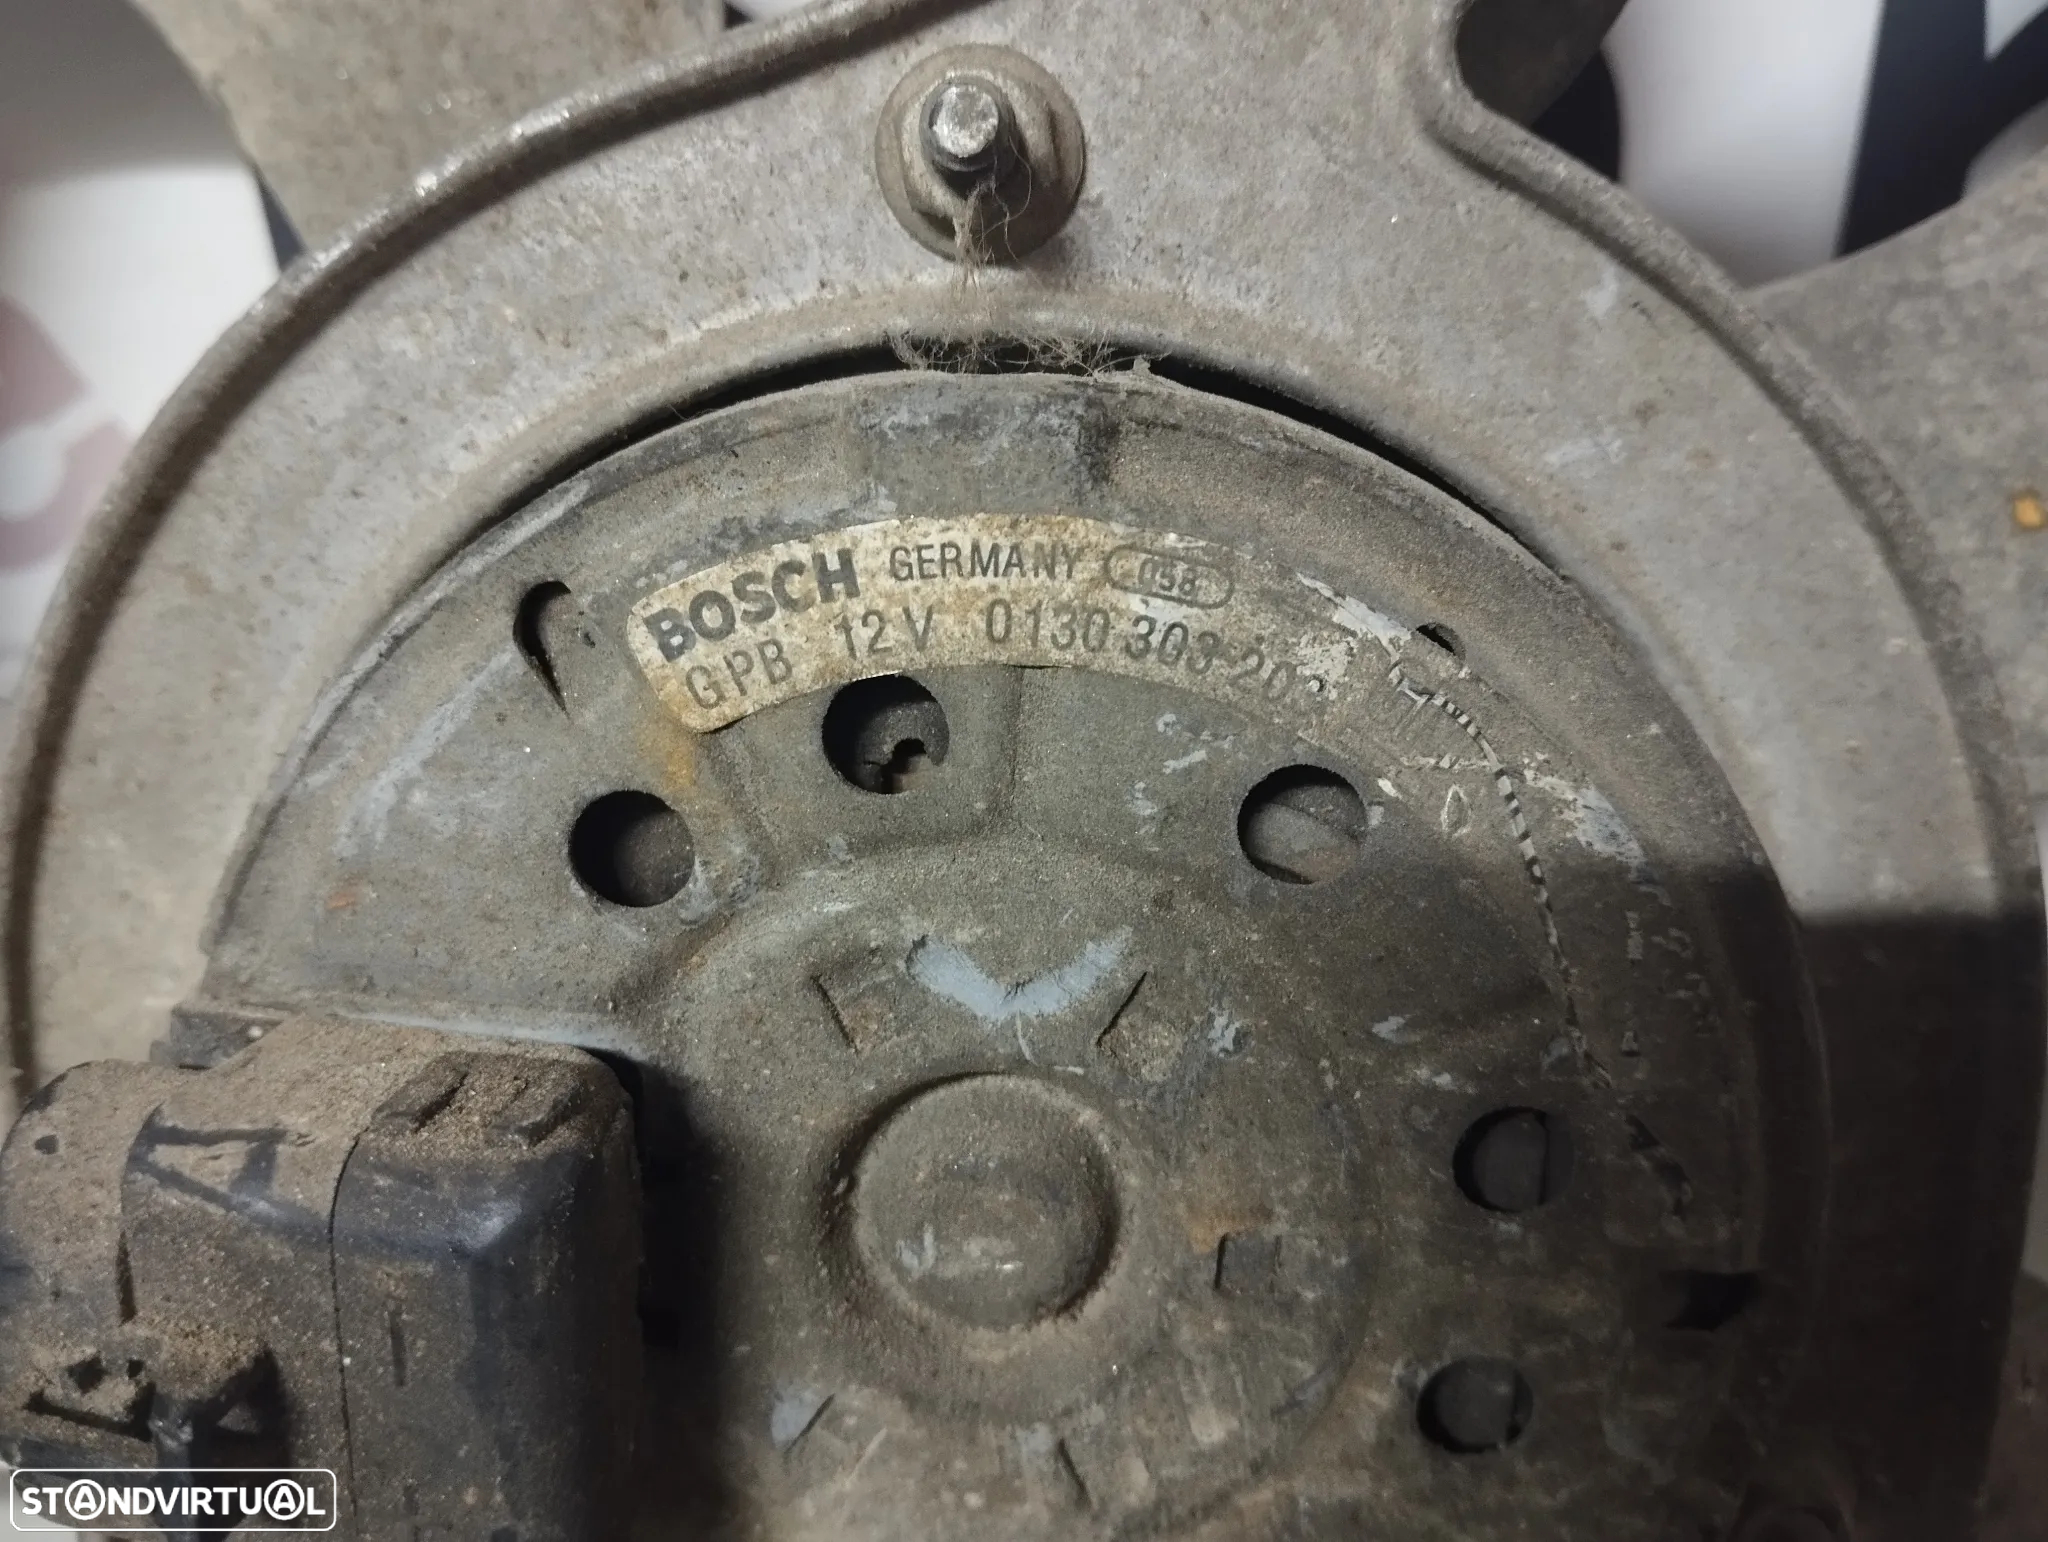 BOSCH GERMANY 058
GPB 12V 0130 303
STANDVIRTUAL